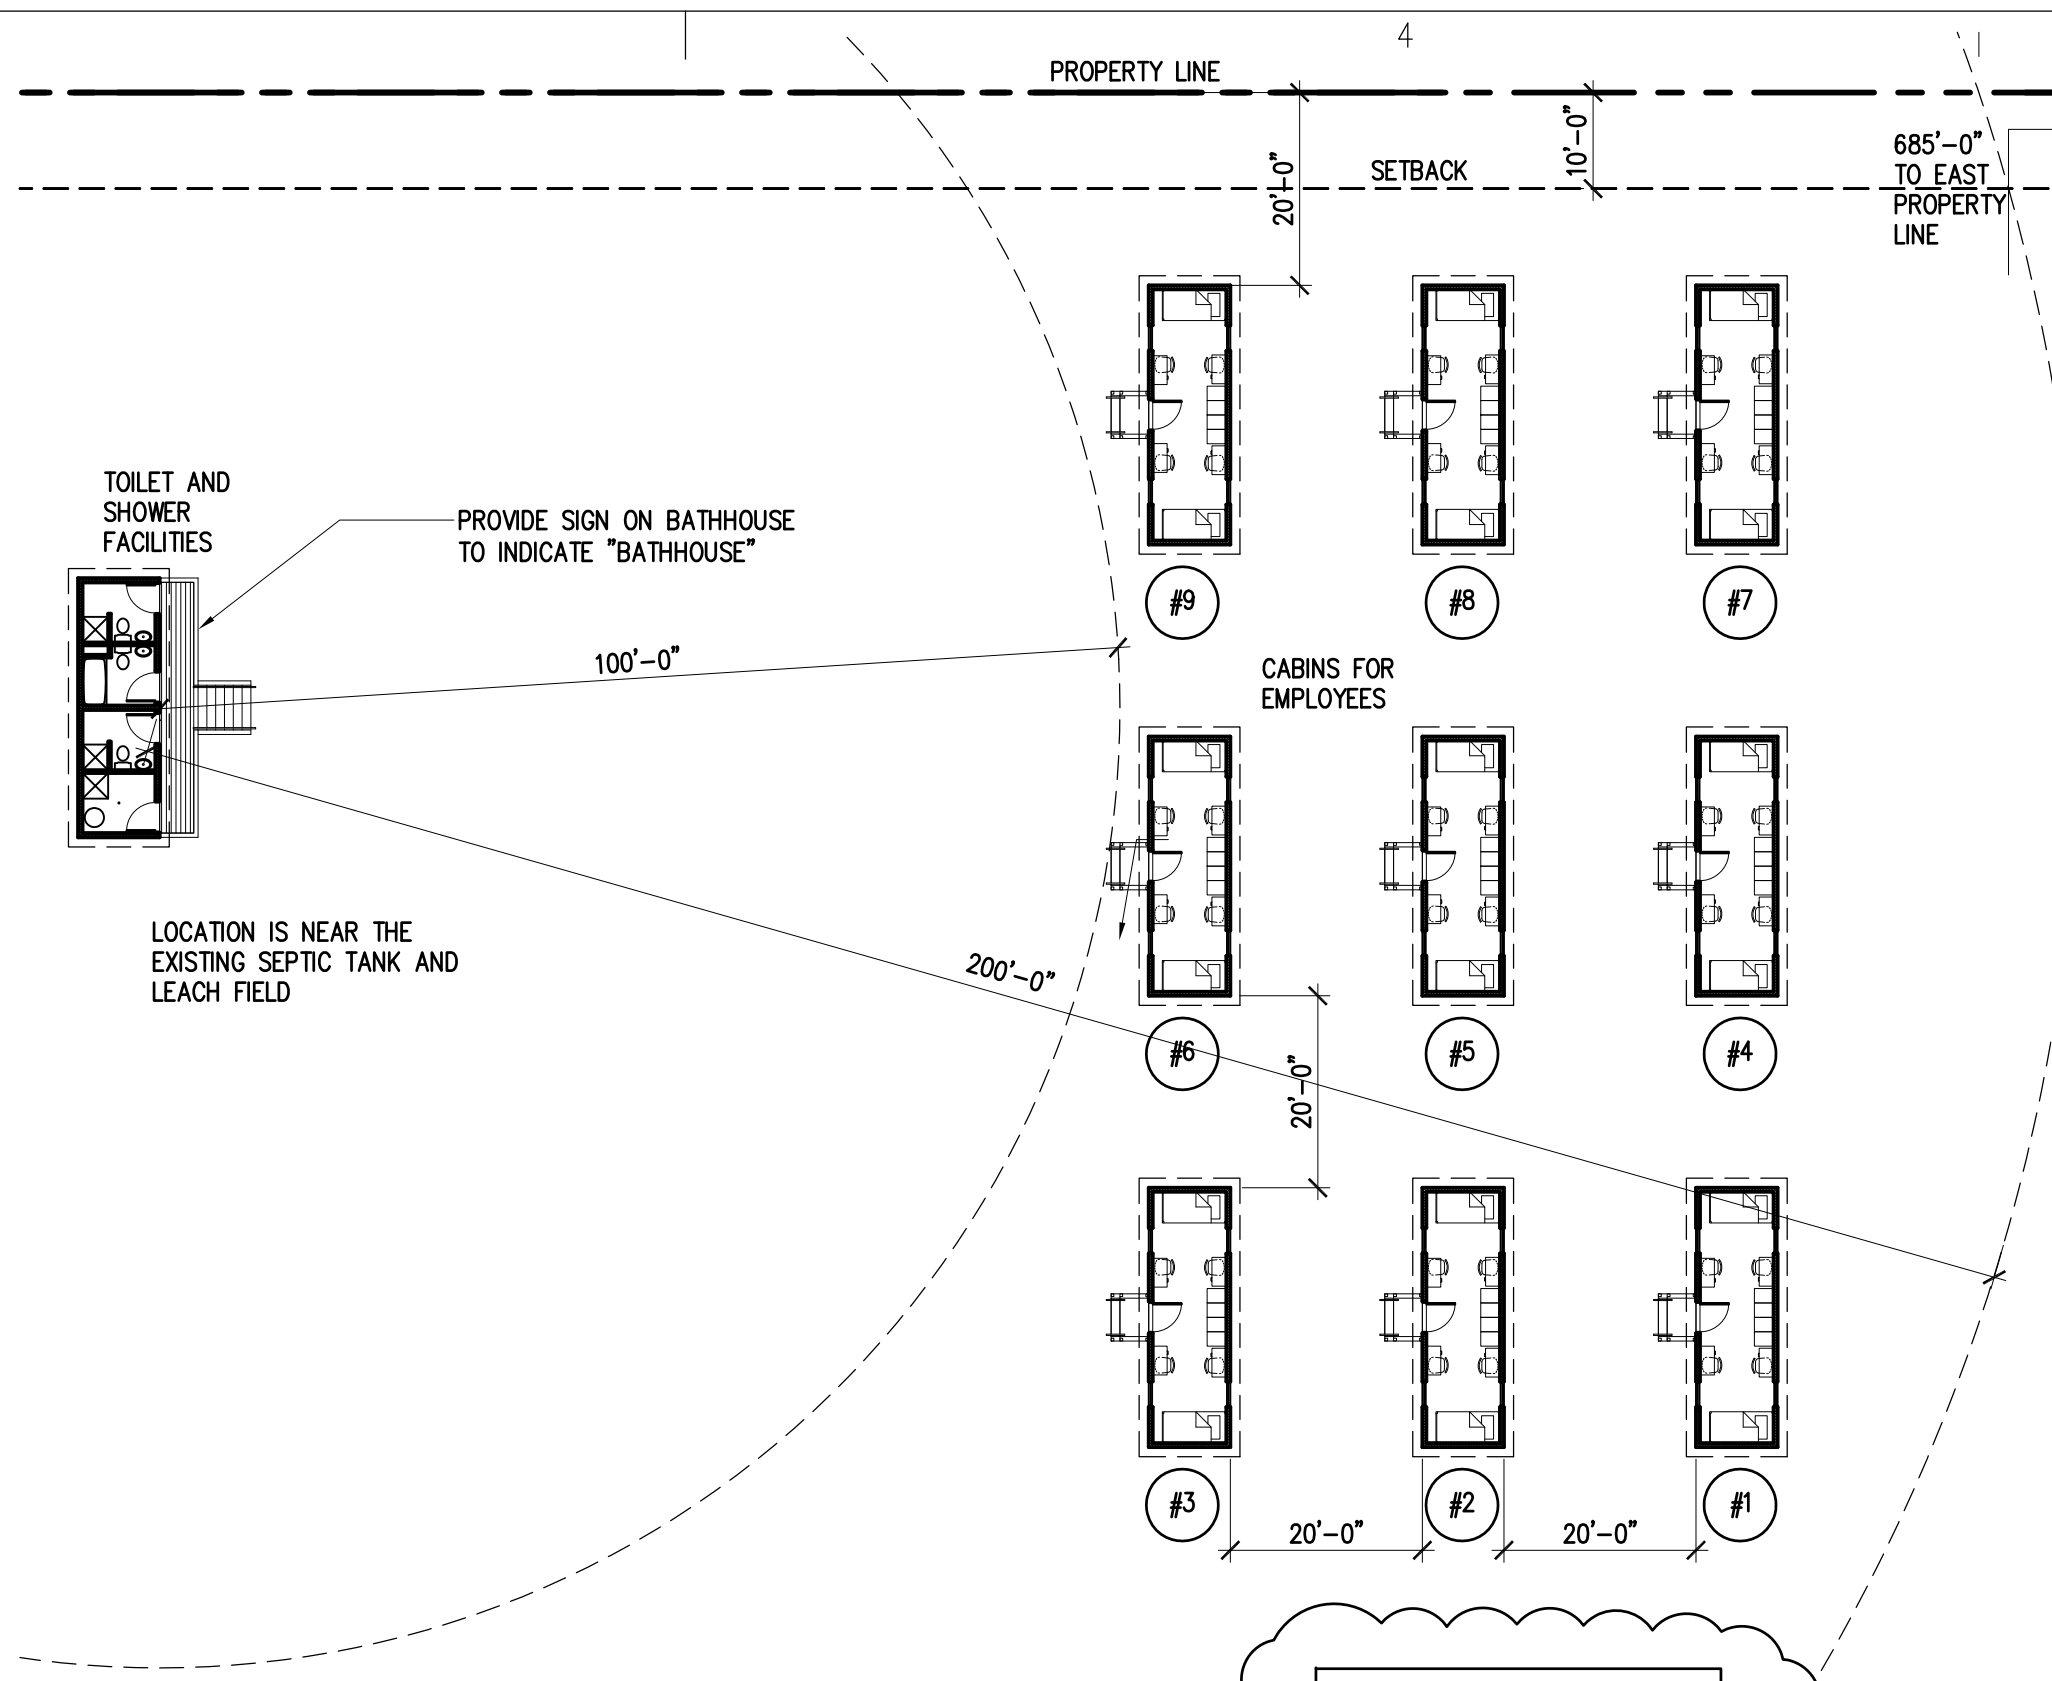 4
PROPERTY LINE
20'-0"
10'-0"
SETBACK
685'-0"
TO EAST
PROPERTY
LINE
TOILET AND
SHOWER
FACILITIES
PROVIDE SIGN ON BATHHOUSE
TO INDICATE "BATHHOUSE"
#9
#8
#7
100'-0"
CABINS FOR
EMPLOYEES
LOCATION IS NEAR THE
EXISTING SEPTIC TANK AND
LEACH FIELD
200'-0"
#6
#5
#4
20'-0"
#3
#2
#1
20'-0"
20'-0"